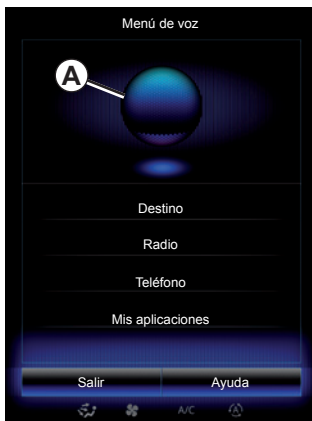 Menú de voz
A
Destino
Radio
Teléfono
Mis aplicaciones
Salir Ayuda
A/C A